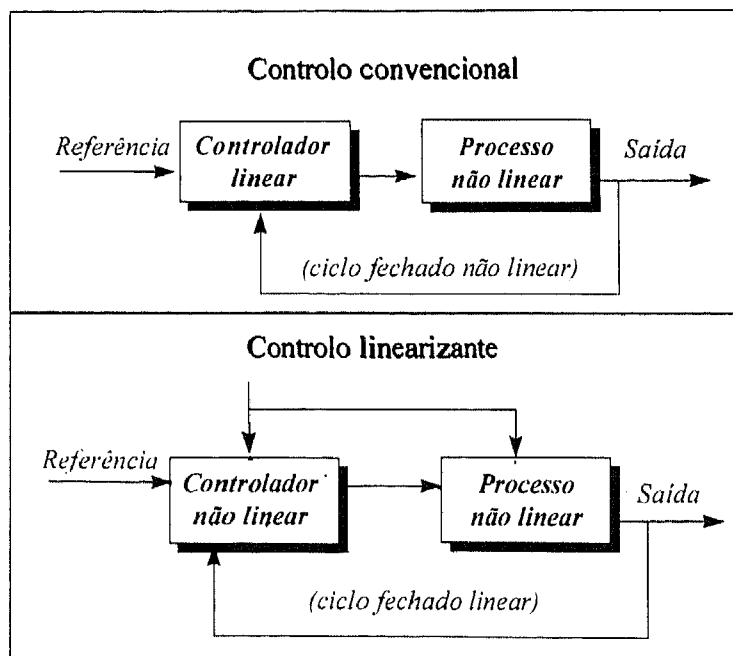 Controlo convencional
Referência
Controlador
linear
Processo
não linear
Saída
(ciclo fechado não linear)
Controlo linearizante
Referência
Controlador
não linear
Processo
não linear
Saída
(ciclo fechado linear)